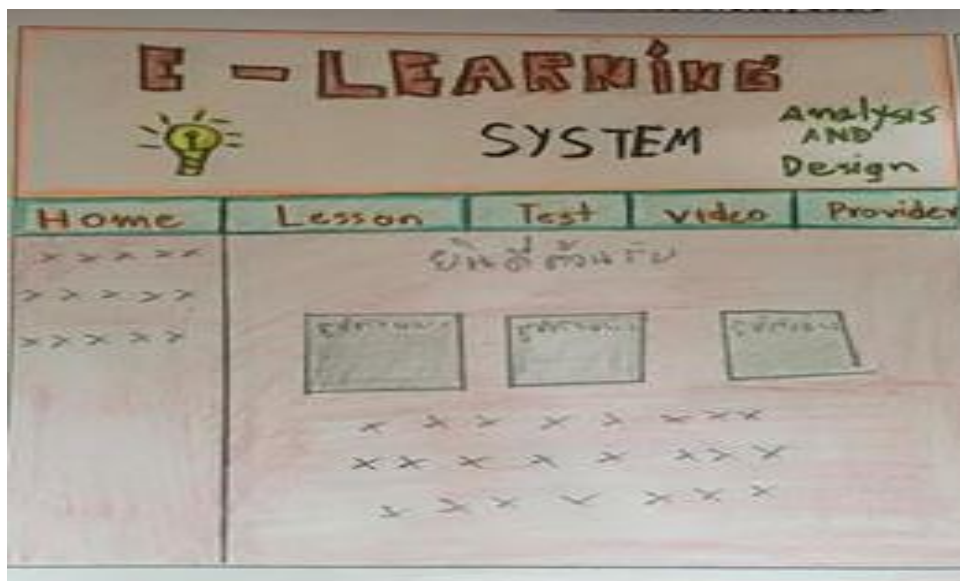 E - LEARNiNG
SYSTEM
Analysis
AND
Design
Home Lesson Test video Provider
ยินดีต้อนรับ
x x x x x
x x x x x
x x x x x
x x x x x x x x
x x x x x x x x
x x x x x x x x